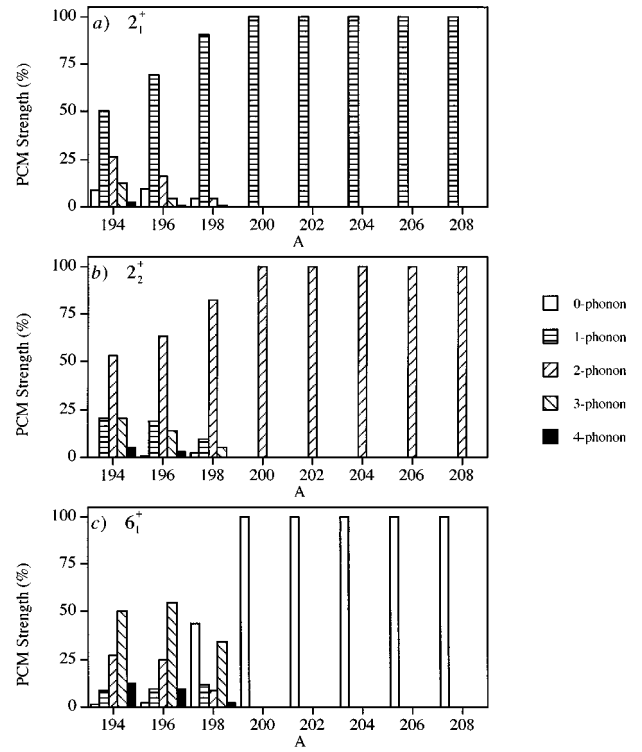 a) 2₁⁺
PCM Strength (%)
100
75
50
25
0
194 196 198 200 202 204 206 208
A
b) 2₂⁺
PCM Strength (%)
100
75
50
25
0
194 196 198 200 202 204 206 208
A
c) 6₁⁺
PCM Strength (%)
100
75
50
25
0
194 196 198 200 202 204 206 208
A
0-phonon
1-phonon
2-phonon
3-phonon
4-phonon